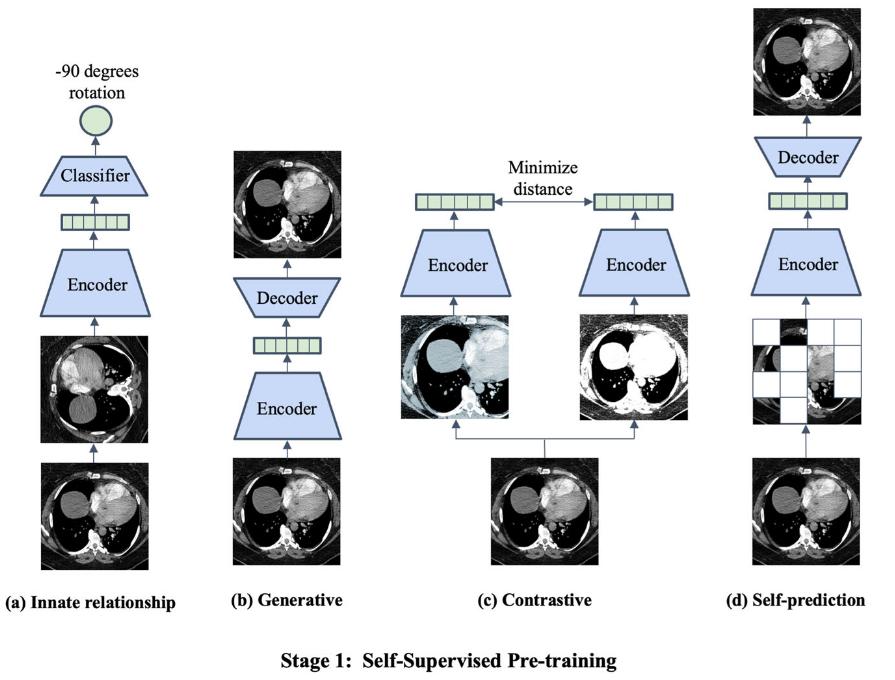 -90 degrees
rotation
Classifier
Encoder
(a) Innate relationship
Decoder
Encoder
(b) Generative
Minimize
distance
Encoder
Encoder
(c) Contrastive
Decoder
Encoder
(d) Self-prediction
Stage 1: Self-Supervised Pre-training